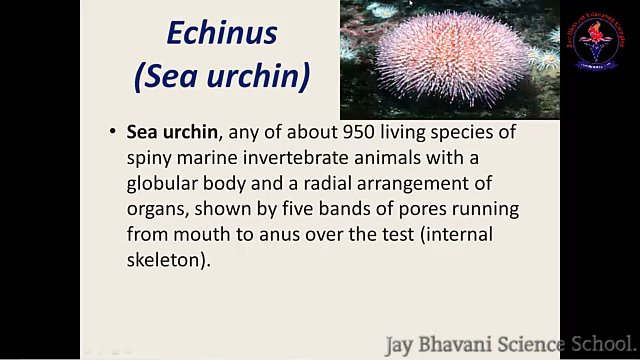 Echinus
(Sea urchin)
• Sea urchin, any of about 950 living species of
spiny marine invertebrate animals with a
globular body and a radial arrangement of
organs, shown by five bands of pores running
from mouth to anus over the test (internal
skeleton).
Jay Bhavani Science School.